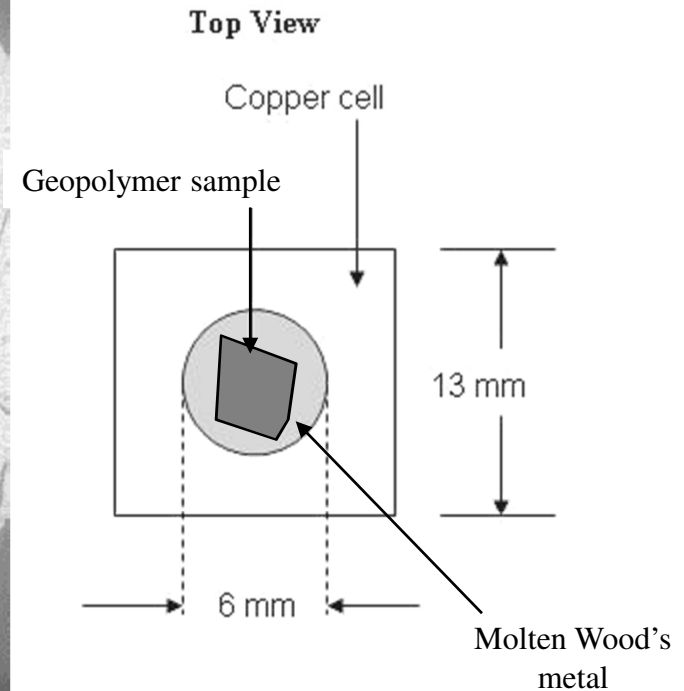 Top View
Copper cell
Geopolymer sample
13 mm
6 mm
Molten Wood's
metal